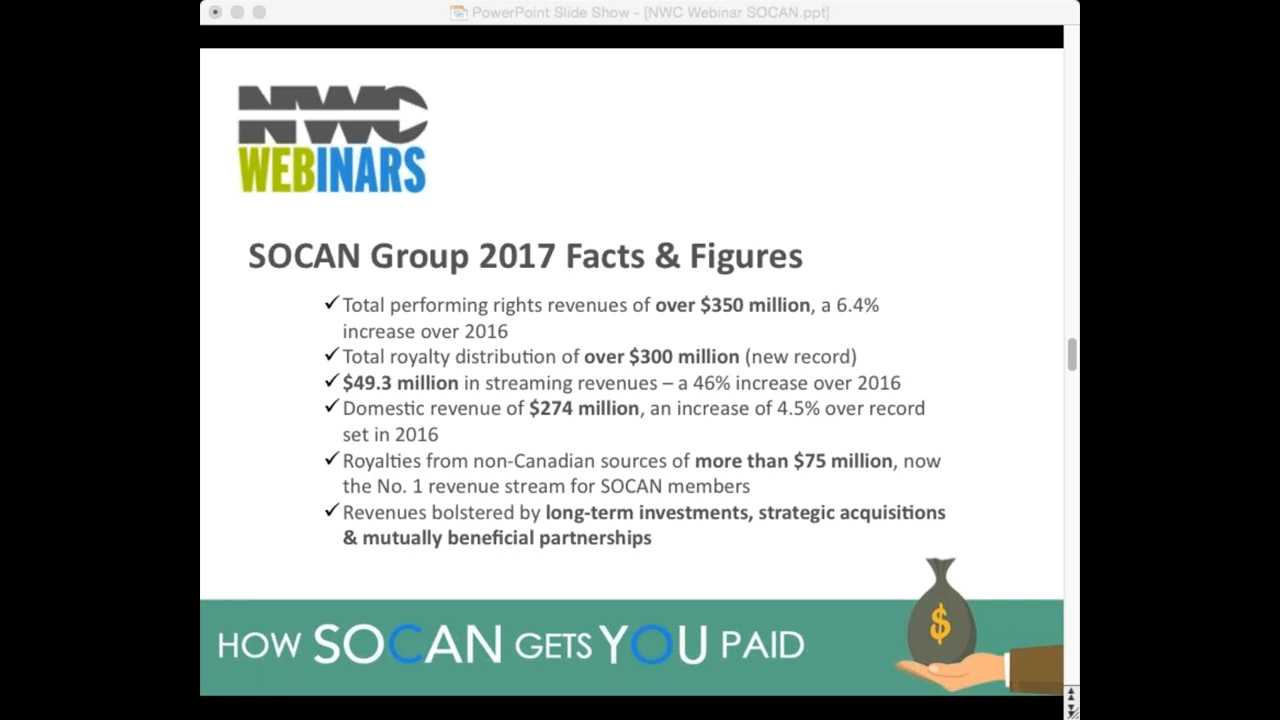 PowerPoint Slide Show - [NWC Webinar SOCAN.ppt]
NWC
WEBINARS
SOCAN Group 2017 Facts & Figures
✓Total performing rights revenues of over $350 million, a 6.4%
increase over 2016
✓Total royalty distribution of over $300 million (new record)
✓$49.3 million in streaming revenues – a 46% increase over 2016
✓Domestic revenue of $274 million, an increase of 4.5% over record
set in 2016
✓Royalties from non-Canadian sources of more than $75 million, now
the No. 1 revenue stream for SOCAN members
✓Revenues bolstered by long-term investments, strategic acquisitions
& mutually beneficial partnerships
$
HOW SOCAN GETS YOU PAID